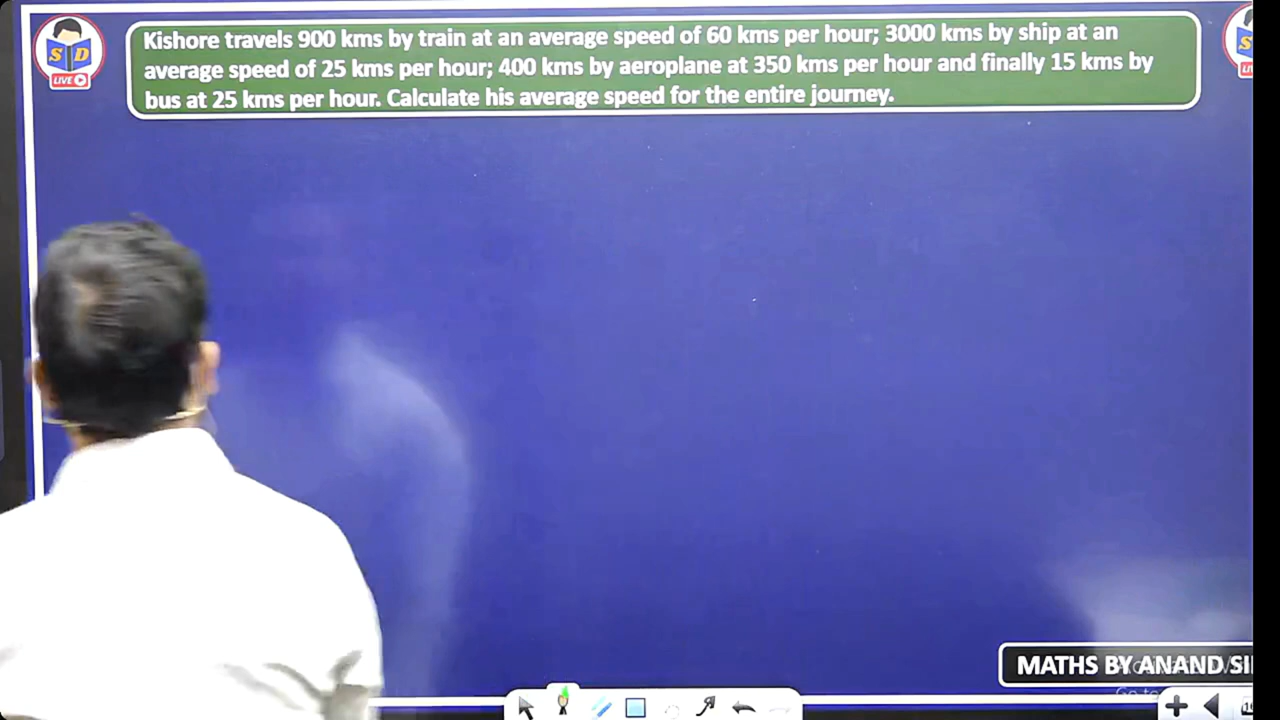 Kishore travels 900 kms by train at an average speed of 60 kms per hour; 3000 kms by ship at an
average speed of 25 kms per hour; 400 kms by aeroplane at 350 kms per hour and finally 15 kms by
bus at 25 kms per hour. Calculate his average speed for the entire journey.
S D
LIVE
MATHS BY ANAND
Go to